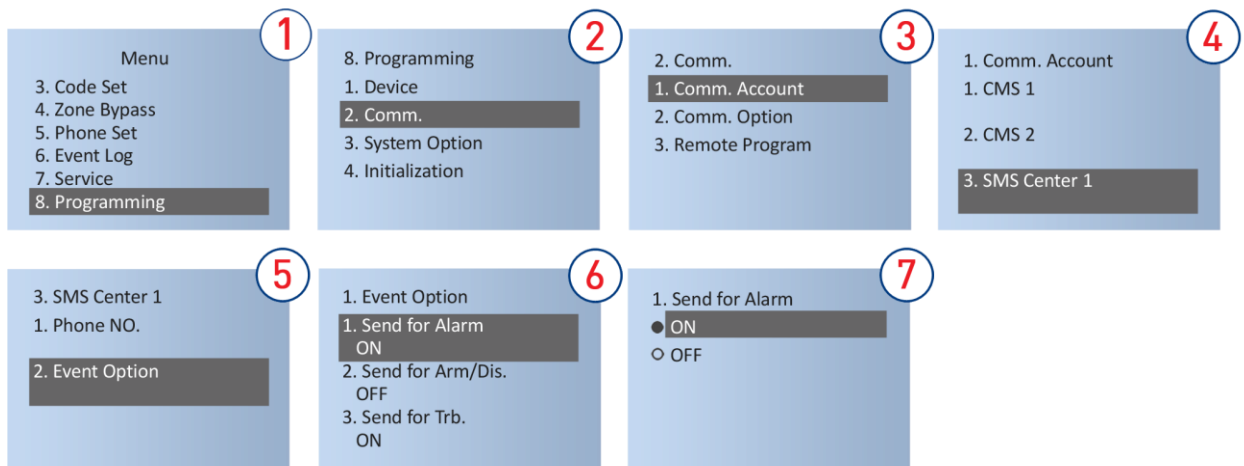 1
Menu
3. Code Set
4. Zone Bypass
5. Phone Set
6. Event Log
7. Service
8. Programming
2
8. Programming
1. Device
2. Comm.
3. System Option
4. Initialization
3
2. Comm.
1. Comm. Account
2. Comm. Option
3. Remote Program
4
1. Comm. Account
1. CMS 1
2. CMS 2
3. SMS Center 1
5
3. SMS Center 1
1. Phone NO.
2. Event Option
6
1. Event Option
1. Send for Alarm
ON
2. Send for Arm/Dis.
OFF
3. Send for Trb.
ON
7
1. Send for Alarm
ON
OFF